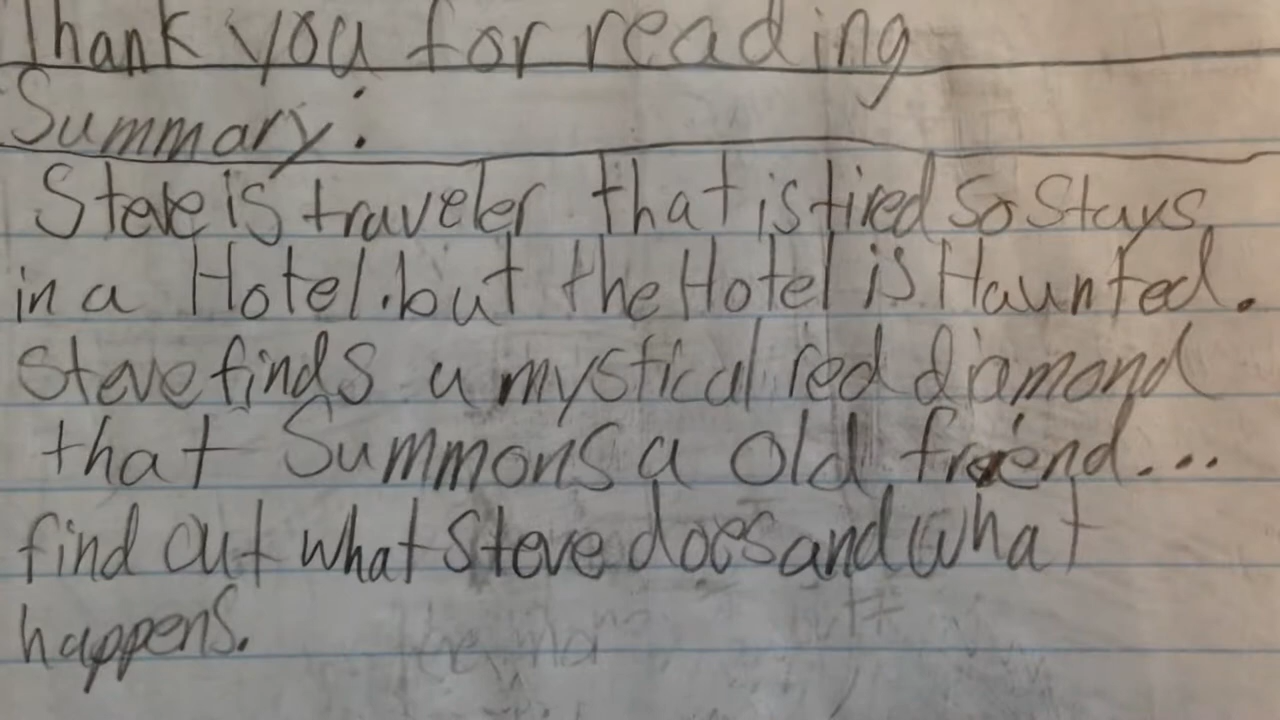 Thank you for reading
Summary:
Steve is traveler that is tired so stays
in a Hotel. but the Hotel is Haunted.
Steve finds a mystical red diamond
that Summons a old friend...
find out what Steve does and what
happens.